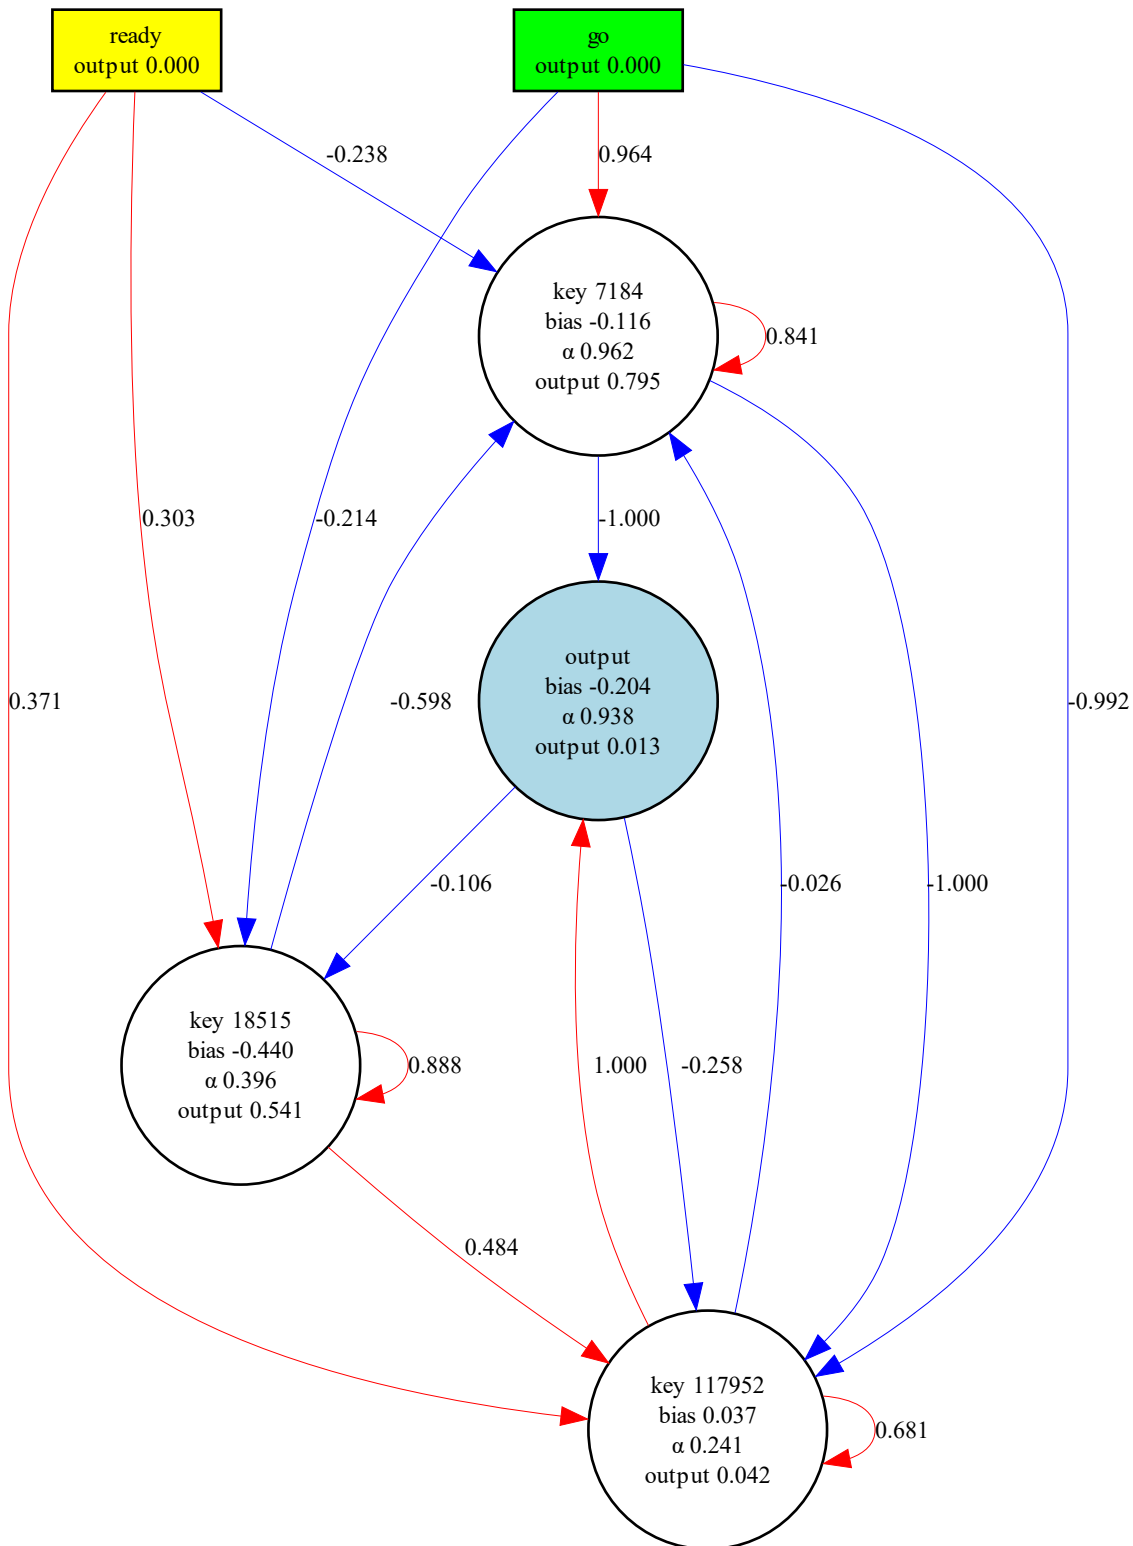 ready
output 0.000
go
output 0.000
-0.238
0.964
key 7184
bias -0.116
α 0.962
output 0.795
0.841
0.303
-0.214
-1.000
output
bias -0.204
α 0.938
output 0.013
0.371
-0.598
-0.992
-0.106
-0.026
-1.000
key 18515
bias -0.440
α 0.396
output 0.541
0.888
1.000
-0.258
0.484
key 117952
bias 0.037
α 0.241
output 0.042
0.681